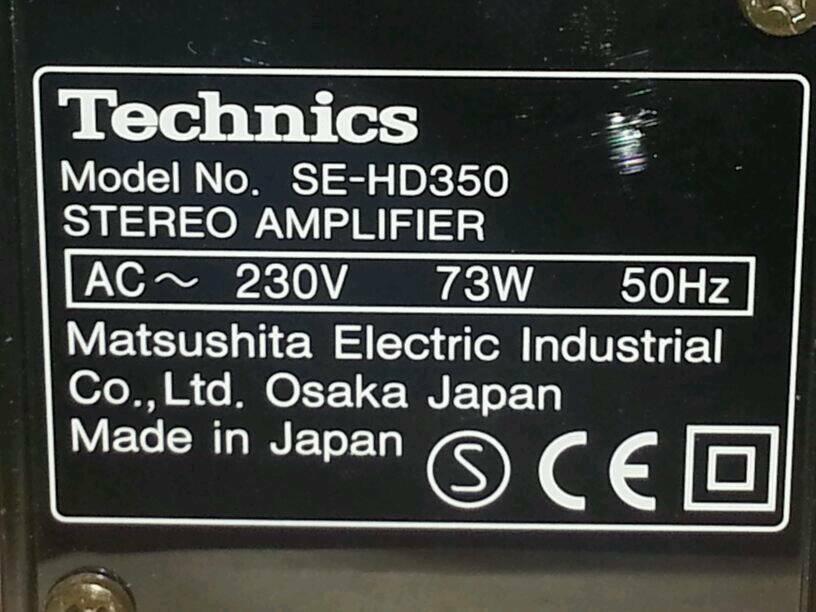 Technics
Model No. SE-HD350
STEREO AMPLIFIER
AC ~ 230V 73W 50Hz
Matsushita Electric Industrial
Co.,Ltd. Osaka Japan
Made in Japan S CE